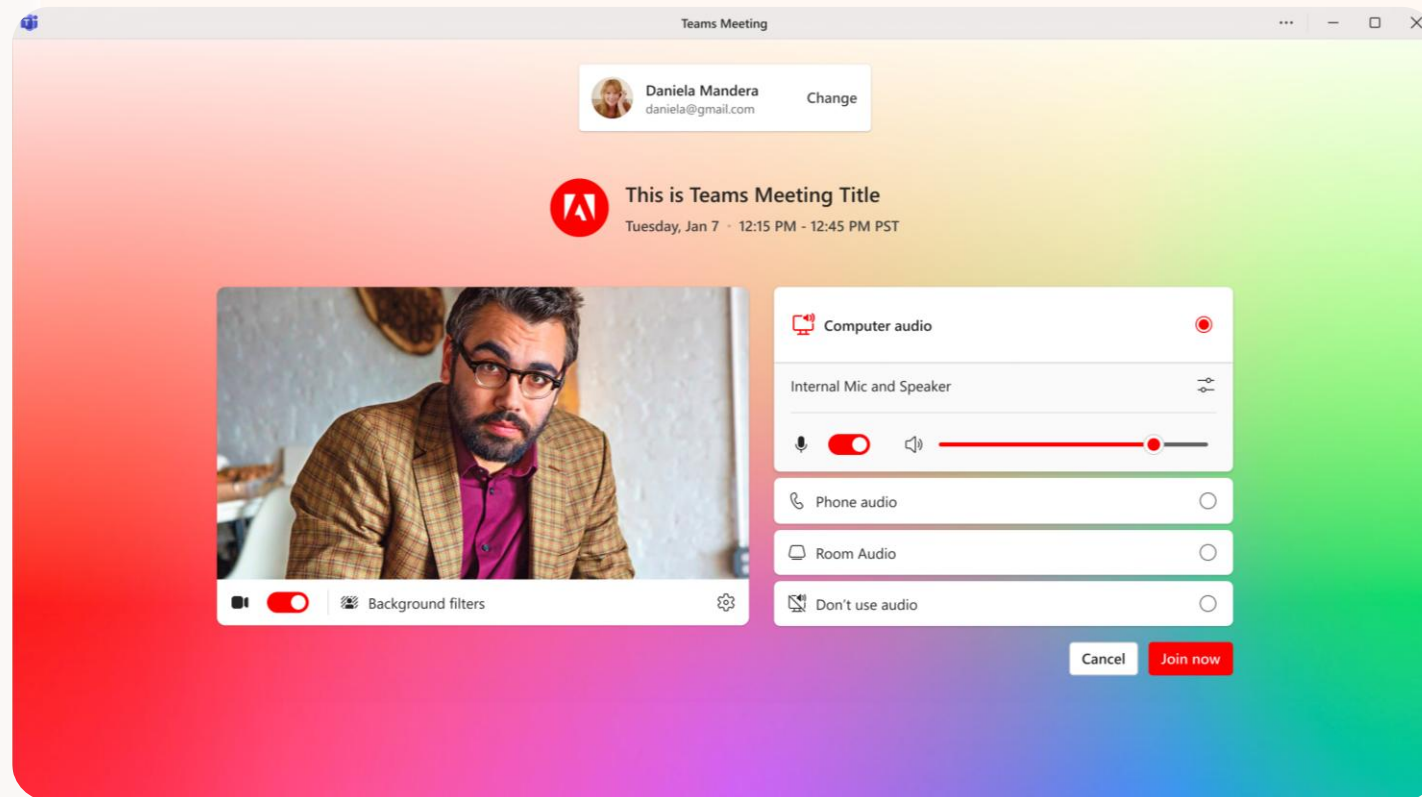 Teams Meeting
Daniela Mandera
daniela@gmail.com
Change
This is Teams Meeting Title
Tuesday, Jan 7 · 12:15 PM - 12:45 PM PST
Computer audio
Internal Mic and Speaker
Phone audio
Room Audio
Don't use audio
Background filters
Cancel
Join now